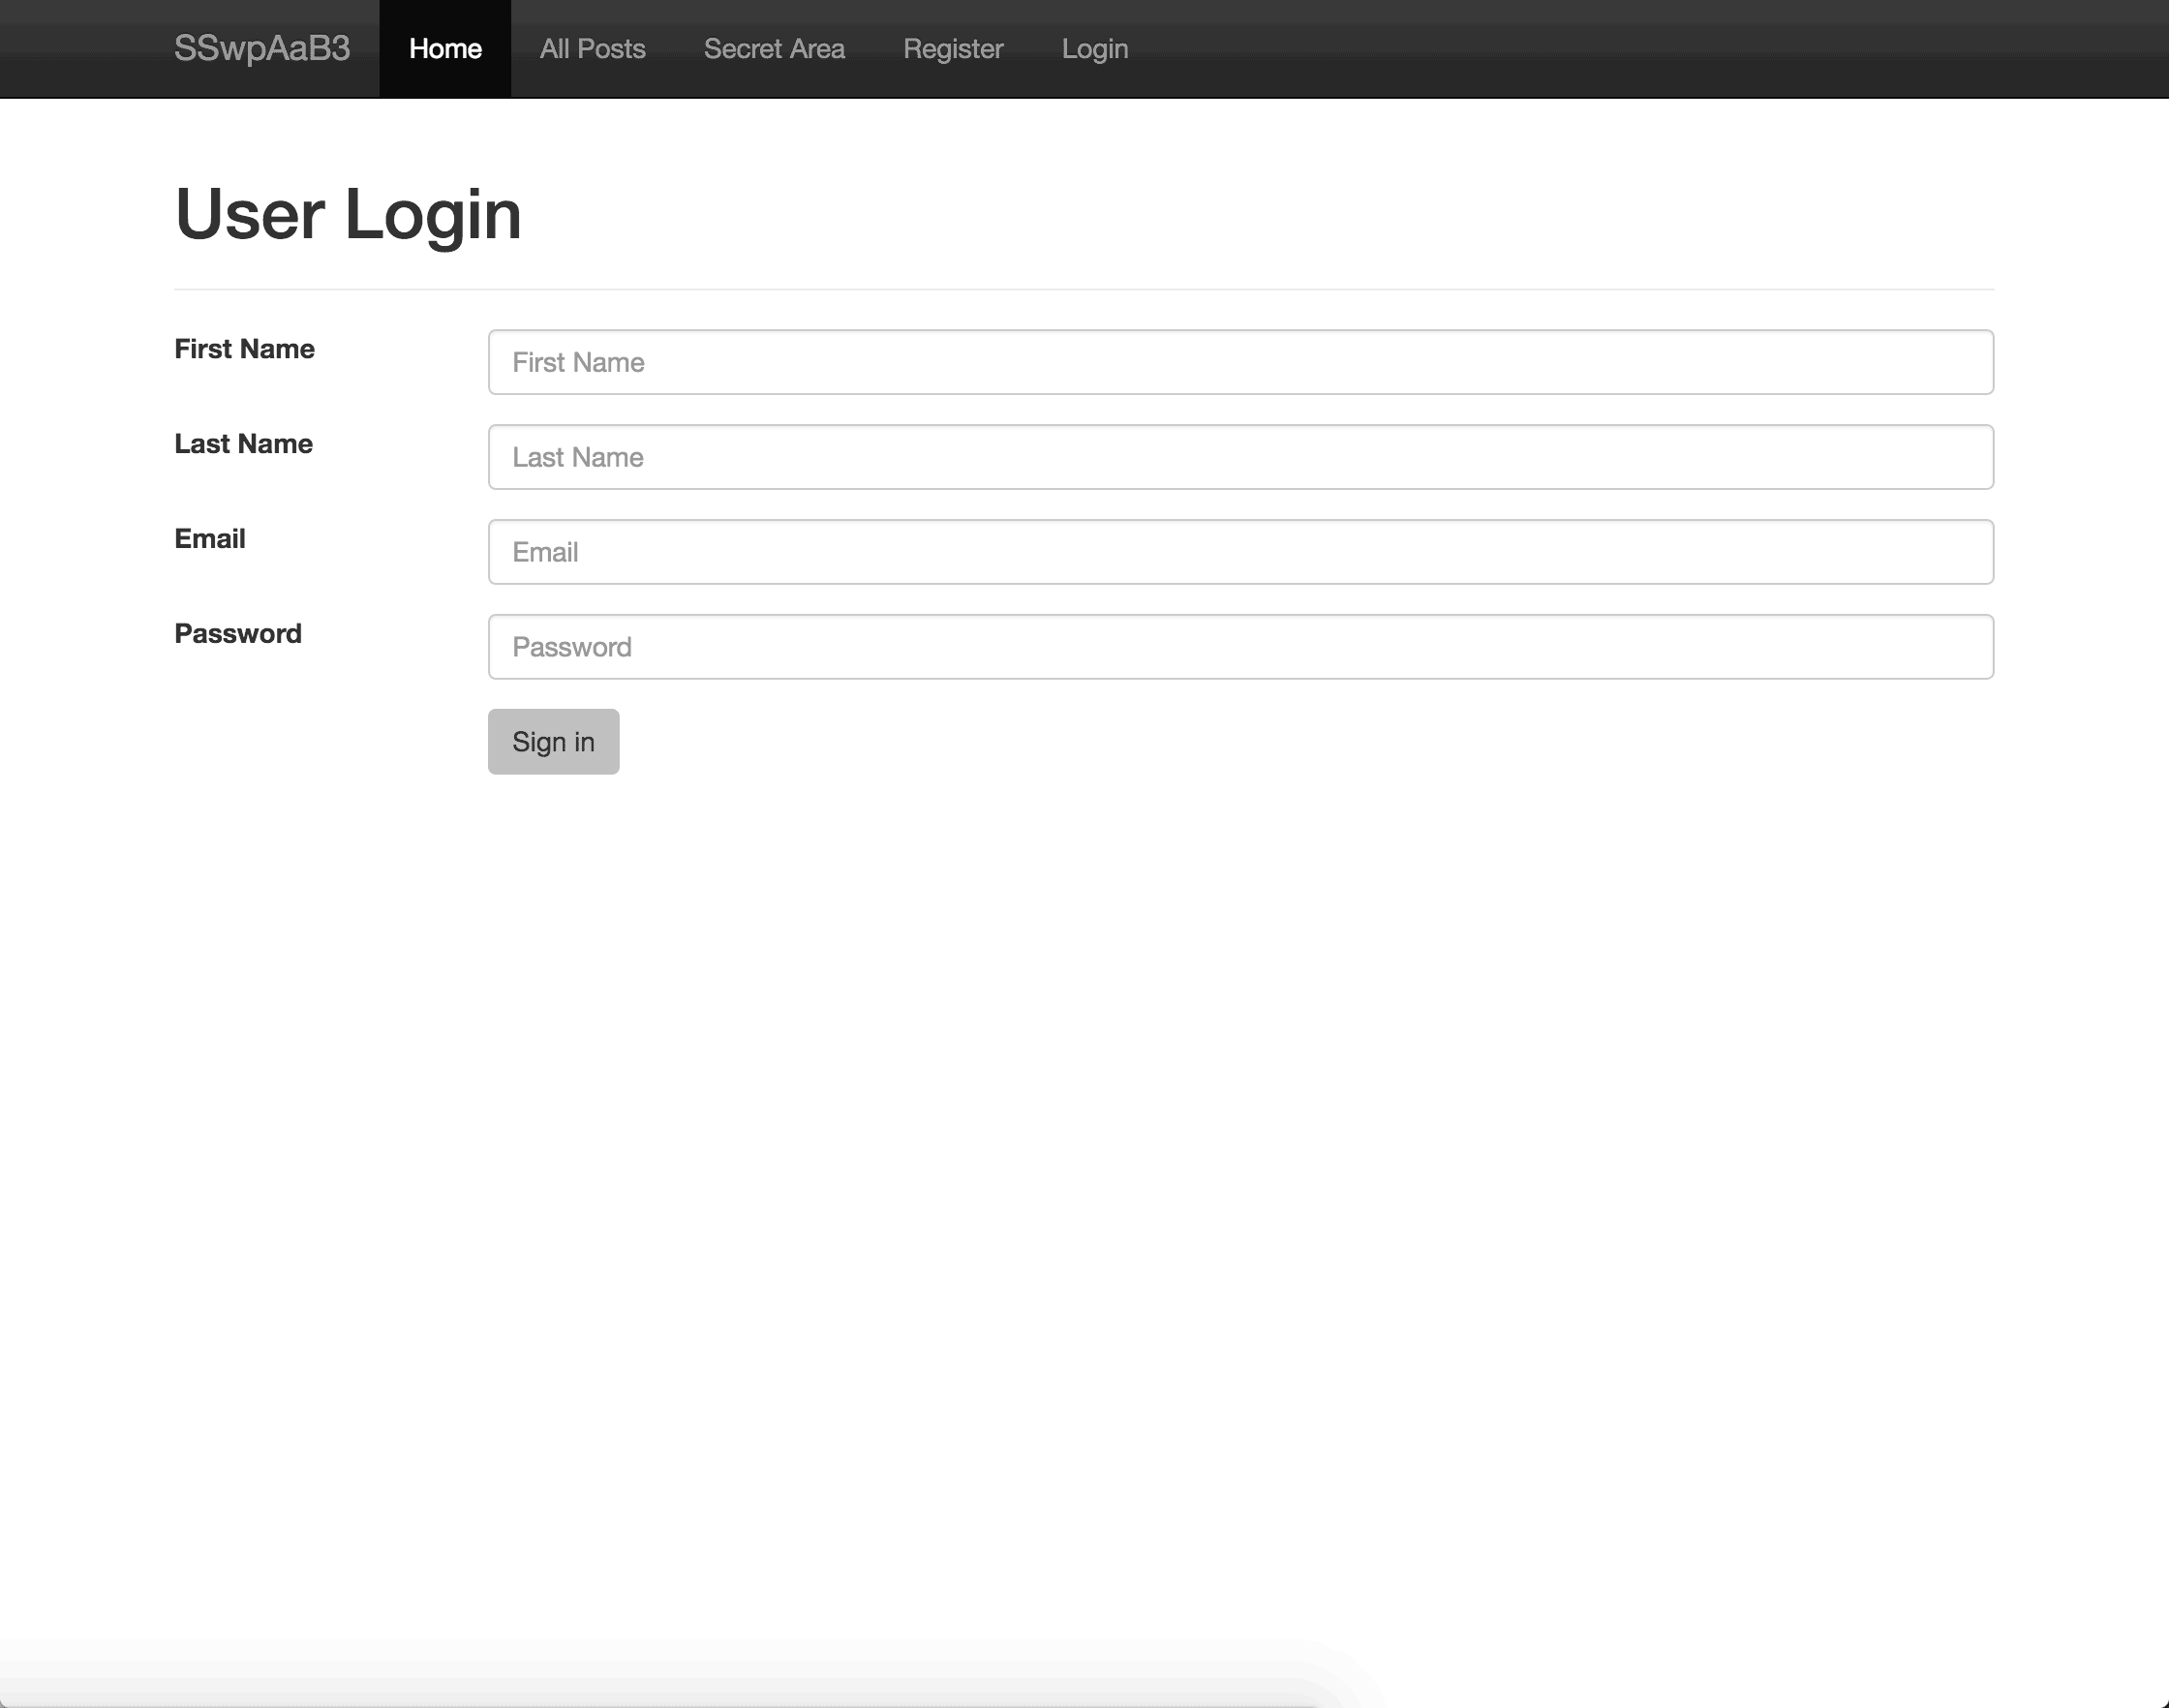 SSwpAaB3 Home All Posts Secret Area Register Login
User Login
First Name First Name
Last Name Last Name
Email Email
Password Password
Sign in